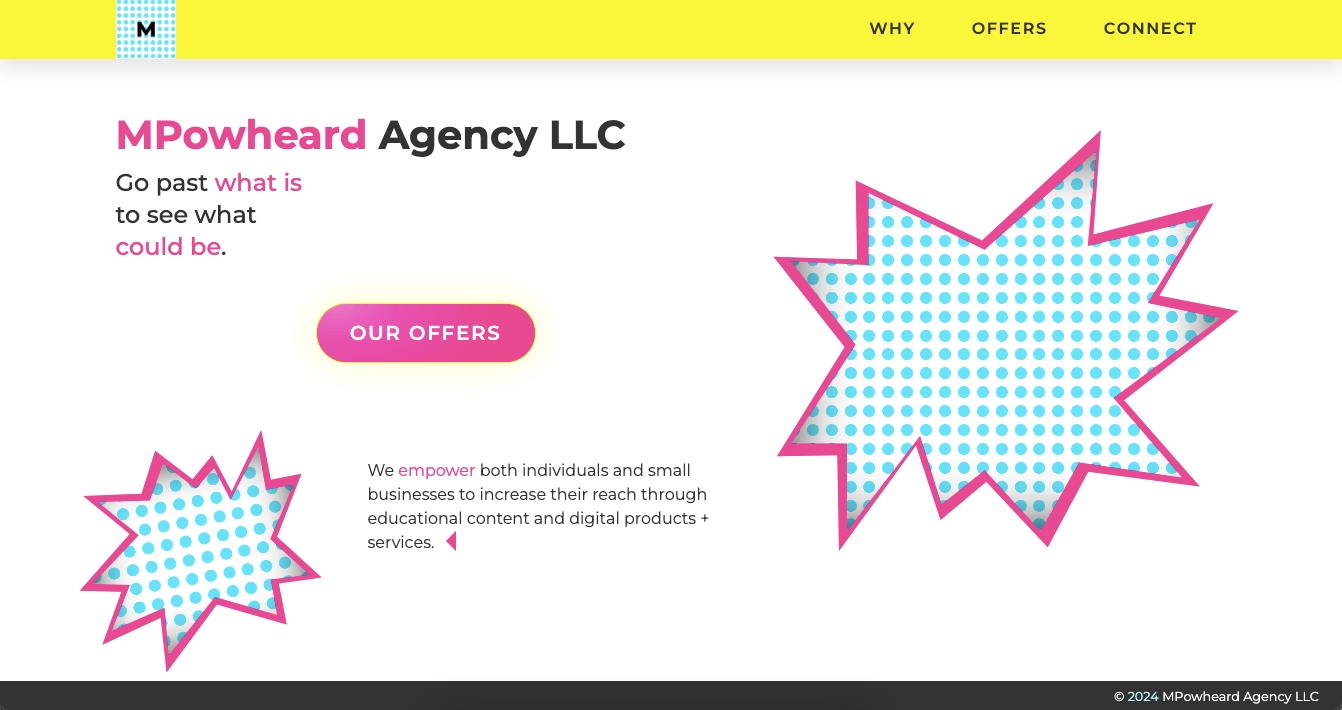 M
WHY OFFERS CONNECT
MPowheard Agency LLC
Go past what is
to see what
could be.
OUR OFFERS
We empower both individuals and small
businesses to increase their reach through
educational content and digital products +
services.
© 2024 MPowheard Agency LLC